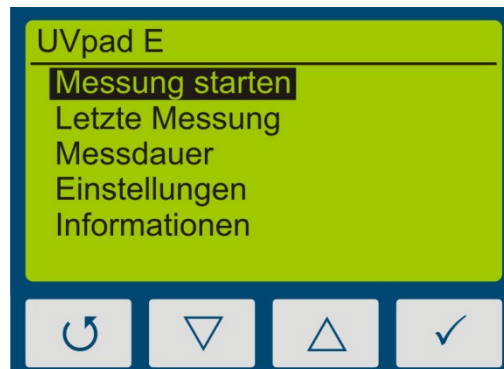 UVpad E
Messung starten
Letzte Messung
Messdauer
Einstellungen
Informationen